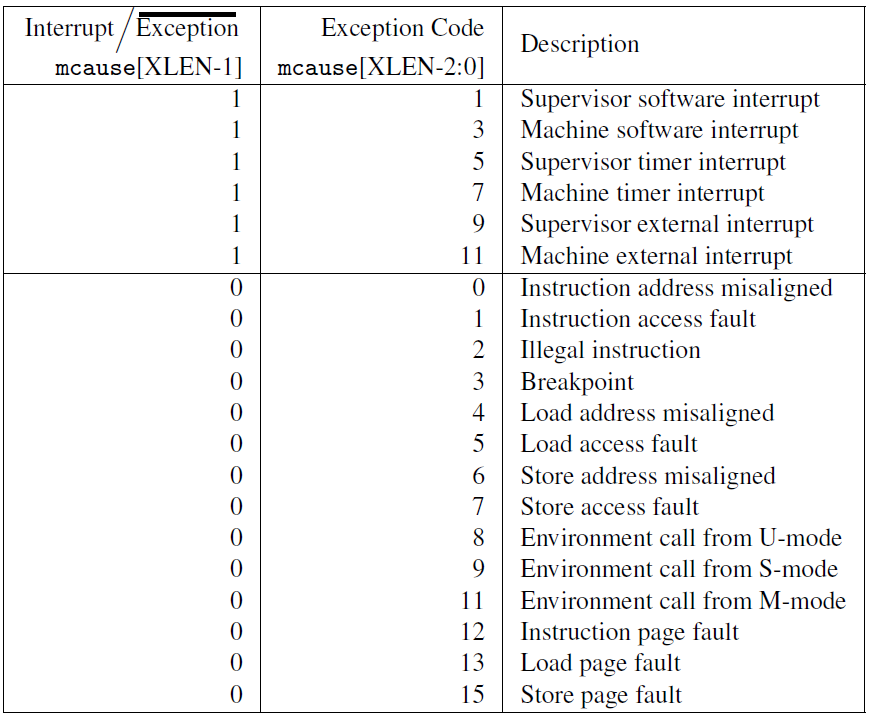 Interrupt / Exception Exception Code Description
mcause[XLEN-1] mcause[XLEN-2:0]
1 1 Supervisor software interrupt
1 3 Machine software interrupt
1 5 Supervisor timer interrupt
1 7 Machine timer interrupt
1 9 Supervisor external interrupt
1 11 Machine external interrupt
0 0 Instruction address misaligned
0 1 Instruction access fault
0 2 Illegal instruction
0 3 Breakpoint
0 4 Load address misaligned
0 5 Load access fault
0 6 Store address misaligned
0 7 Store access fault
0 8 Environment call from U-mode
0 9 Environment call from S-mode
0 11 Environment call from M-mode
0 12 Instruction page fault
0 13 Load page fault
0 15 Store page fault